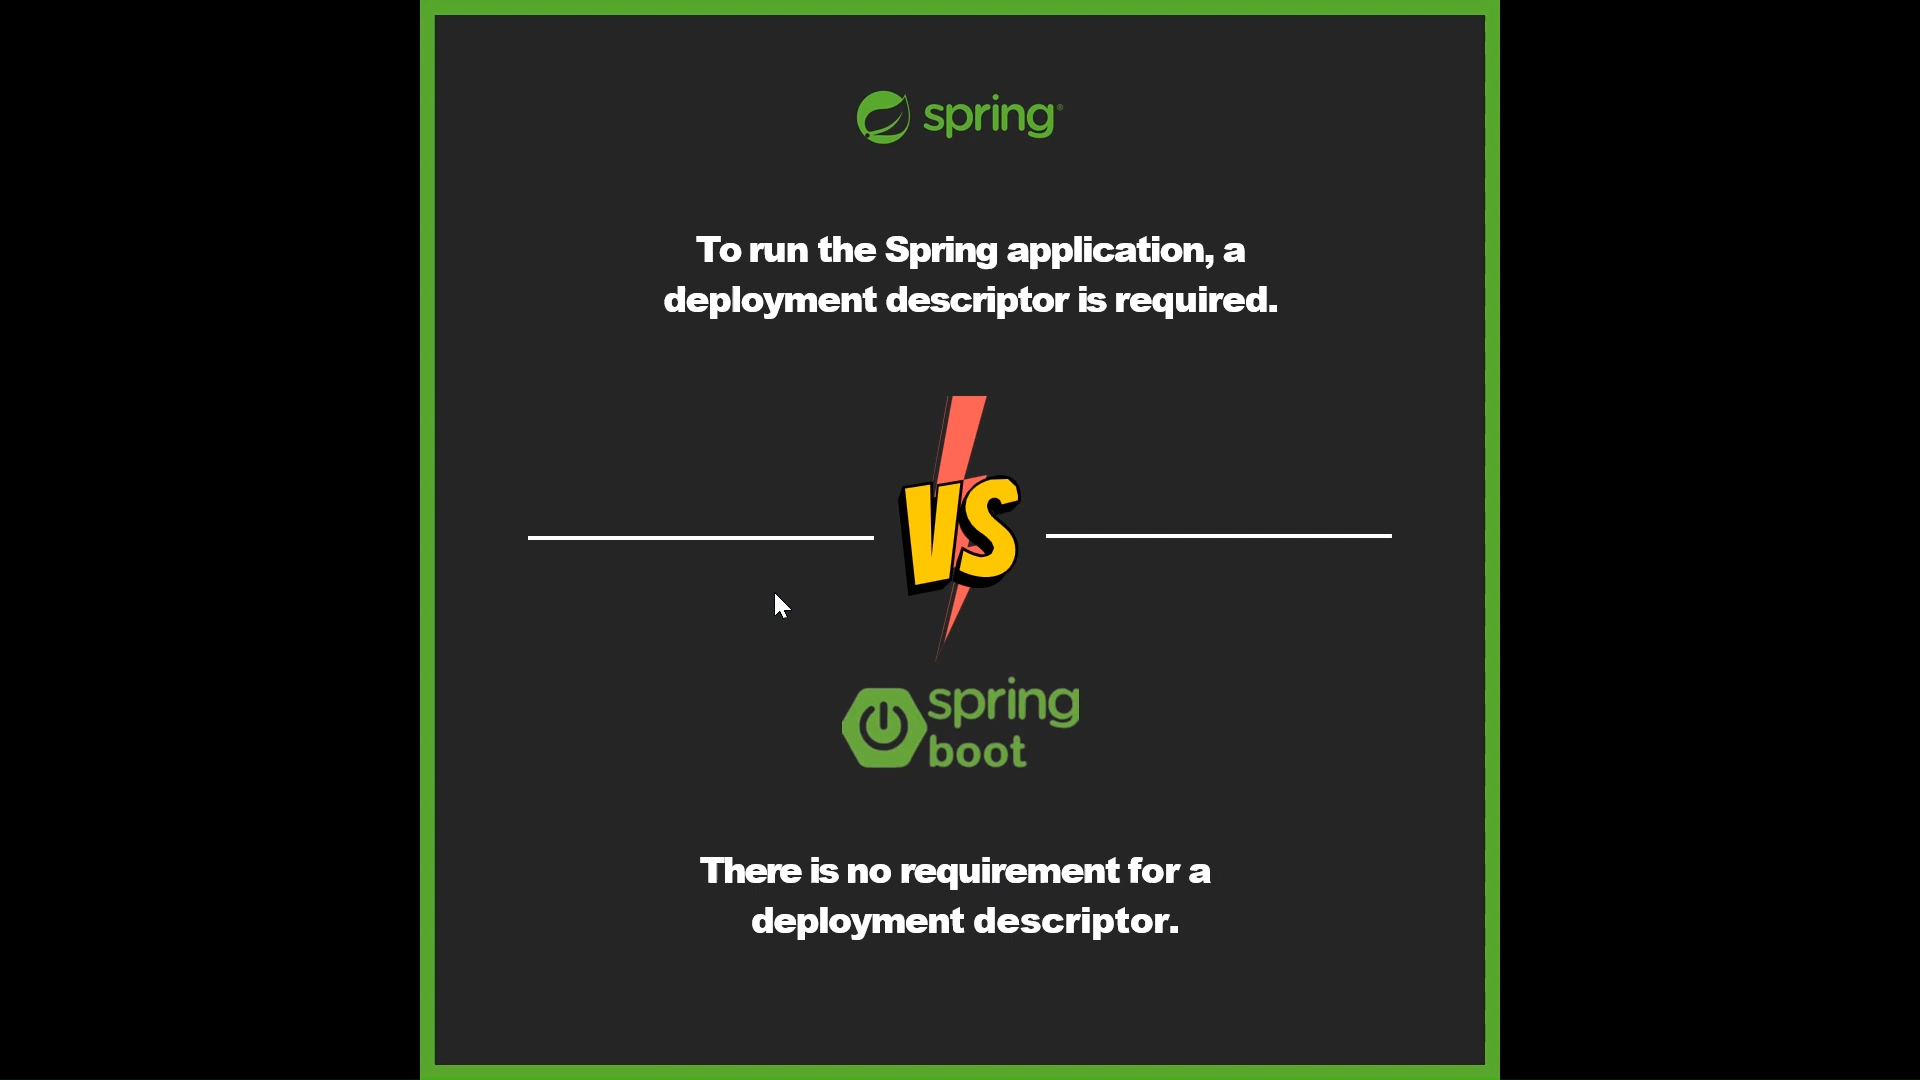 spring
To run the Spring application, a
deployment descriptor is required.
VS
spring
boot
There is no requirement for a
deployment descriptor.